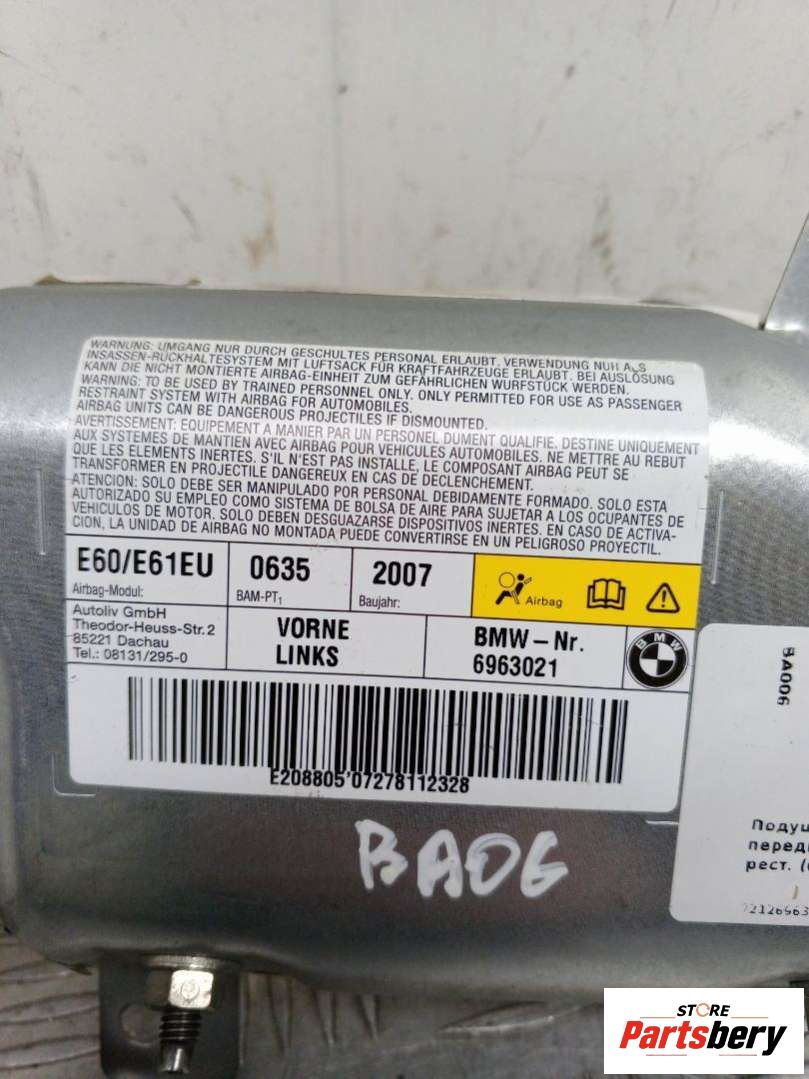 WARNUNG: UMGANG NUR DURCH GESCHULTES PERSONAL ERLAUBT. VERWENDUNG NUR ALS
INSASSEN-RÜCKHALTESYSTEM MIT LUFTSACK FÜR KRAFTFAHRZEUGE ERLAUBT. BEI AUSLÖSUNG
KANN DIE NICHT MONTIERTE AIRBAG-EINHEIT ZUM GEFÄHRLICHEN WURFSTÜCK WERDEN.
WARNING: TO BE USED BY TRAINED PERSONNEL ONLY. ONLY PERMITTED FOR USE AS PASSENGER
RESTRAINT SYSTEM WITH AIRBAG FOR AUTOMOBILES.
AIRBAG UNITS CAN BE DANGEROUS PROJECTILES IF DISMOUNTED.
AVERTISSEMENT: EQUIPEMENT A MANIER PAR UN PERSONEL DUMENT QUALIFIE. DESTINE UNIQUEMENT
AUX SYSTEMES DE MANTIEN AVEC AIRBAG POUR VEHICULES AUTOMOBILES. NE METTRE AU REBUT
QUE LES ELEMENTS INERTES. S'IL N'EST PAS INSTALLE, LE COMPOSANT AIRBAG PEUT SE
TRANSFORMER EN PROJECTILE DANGEREUX EN CAS DE DECLENCHEMENT.
ATENCION: SOLO DEBE SER MANIPULADO POR PERSONAL DEBIDAMENTE FORMADO. SOLO ESTA
AUTORIZADO SU EMPLEO COMO SISTEMA DE BOLSA DE AIRE PARA SUJETAR A LOS OCUPANTES DE
VEHICULOS DE MOTOR. SOLO DEBEN DESGUAZARSE DISPOSITIVOS INERTES. EN CASO DE ACTIVA-
CION, LA UNIDAD DE AIRBAG NO MONTADA PUEDE CONVERTIRSE EN UN PELIGROSO PROYECTIL.
E60/E61EU 0635 2007
Airbag-Modul: BAM-PT1 Baujahr: Airbag
Autoliv GmbH
Theodor-Heuss-Str.2
85221 Dachau
Tel.: 08131/295-0
VORNE
LINKS
BMW-Nr.
6963021
BMW
E208805'07278112328
BA06
BA006
перед
рест.
STORE
Partsbery